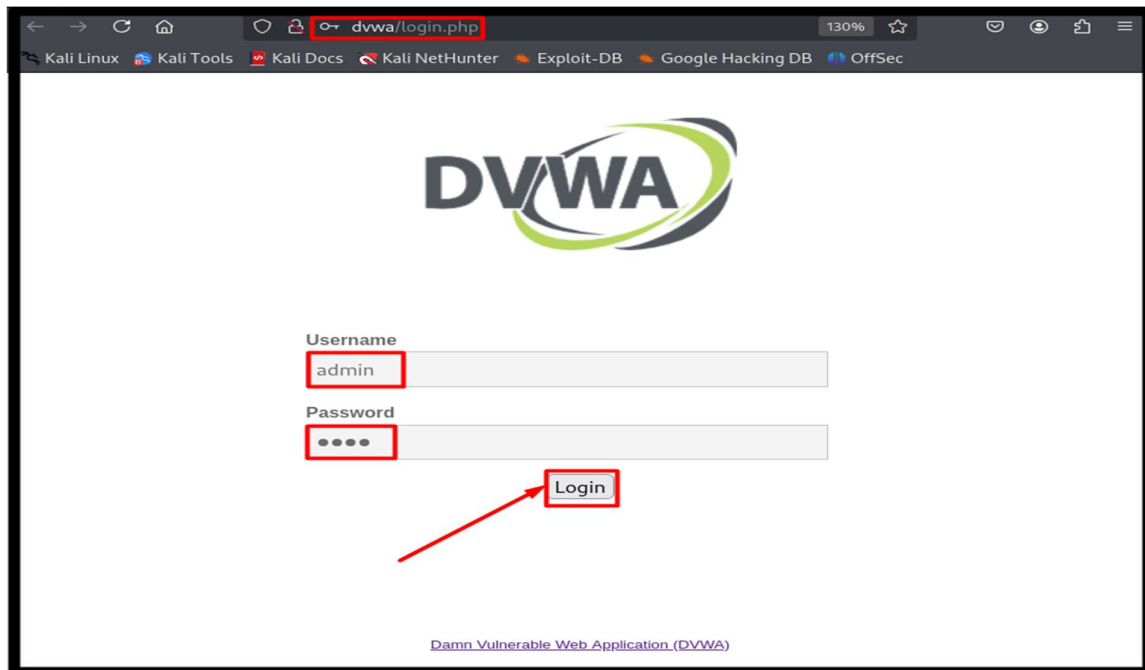 dvwa/login.php 130%
Kali Linux Kali Tools Kali Docs Kali NetHunter Exploit-DB Google Hacking DB OffSec
DVWA
Username
admin
Password
••••
Login
Damn Vulnerable Web Application (DVWA)